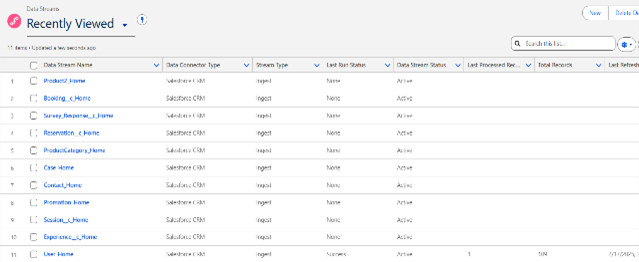 Data Streams
Recently Viewed
New Delete Da
11 items • Updated a few seconds ago
Search this list...
Data Stream Name Data Connector Type Stream Type Last Run Status Data Stream Status Last Processed Rec... Total Records Last Refresh
1 Product2_Home Salesforce CRM Ingest None Active
2 Booking__c_Home Salesforce CRM Ingest None Active
3 Survey_Response__c_Home Salesforce CRM Ingest None Active
4 Reservation__c_Home Salesforce CRM Ingest None Active
5 ProductCategory_Home Salesforce CRM Ingest None Active
6 Case_Home Salesforce CRM Ingest None Active
7 Contact_Home Salesforce CRM Ingest None Active
8 Promotion_Home Salesforce CRM Ingest None Active
9 Session__c_Home Salesforce CRM Ingest None Active
10 Experience__c_Home Salesforce CRM Ingest None Active
11 User_Home Salesforce CRM Ingest Success Active 1